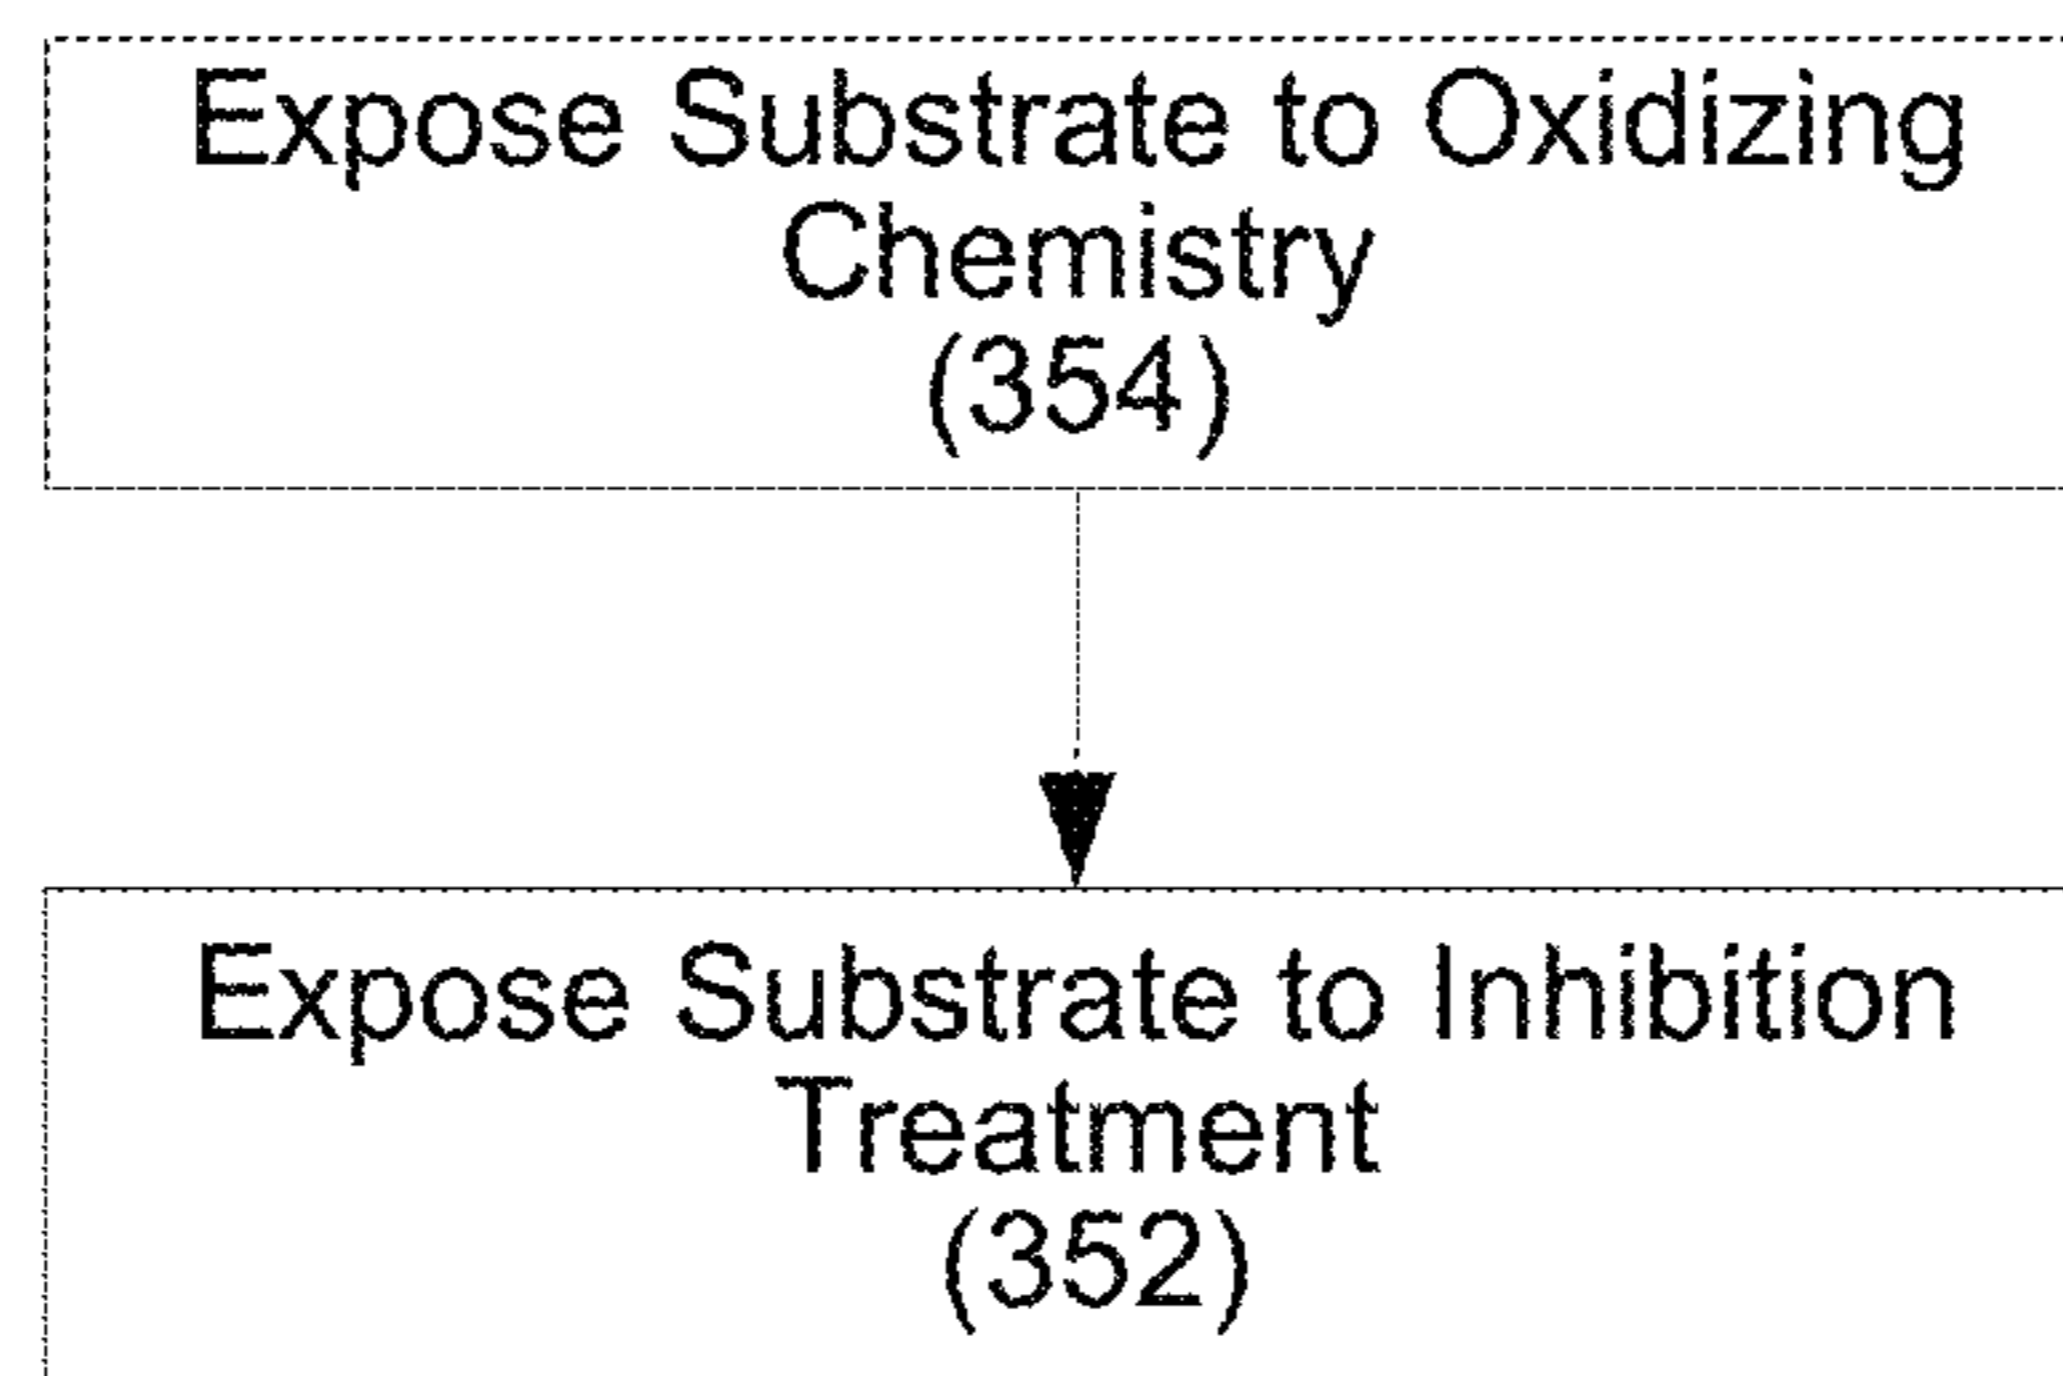 Expose Substrate to Oxidizing
Chemistry
(354)
Expose Substrate to Inhibition
Treatment
(352)